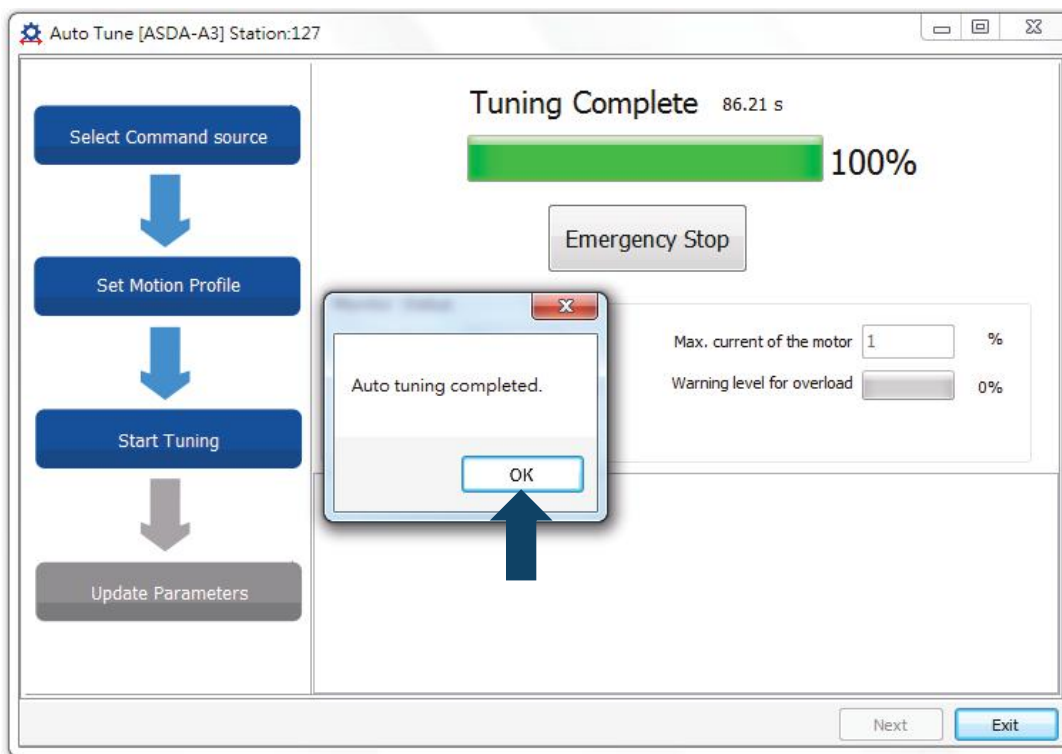 Auto Tune [ASDA-A3] Station:127
Select Command source
Set Motion Profile
Start Tuning
Update Parameters
Tuning Complete 86.21 s
100%
Emergency Stop
Max. current of the motor 1 %
Warning level for overload 0%
Auto tuning completed.
OK
Next Exit